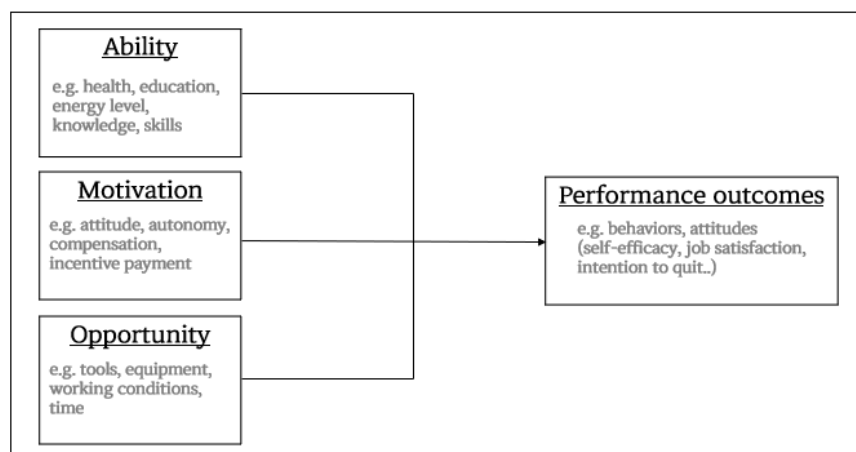 Ability
e.g. health, education,
energy level,
knowledge, skills
Motivation
e.g. attitude, autonomy,
compensation,
incentive payment
Opportunity
e.g. tools, equipment,
working conditions,
time
Performance outcomes
e.g. behaviors, attitudes
(self-efficacy, job satisfaction,
intention to quit..)